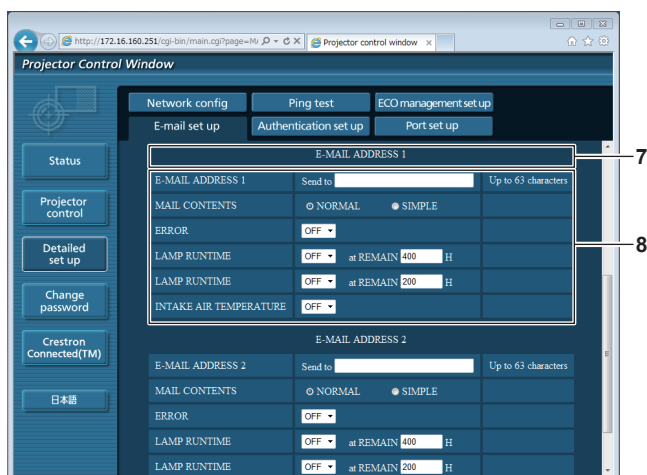 http://172.16.160.251/cgi-bin/main.cgi?page=M
Projector control window
Projector Control Window
Network config Ping test ECO management set up
E-mail set up Authentication set up Port set up
Status
Projector control
Detailed set up
Change password
Crestron Connected(TM)
日本語
E-MAIL ADDRESS 1 7
E-MAIL ADDRESS 1 Send to Up to 63 characters
MAIL CONTENTS NORMAL SIMPLE
ERROR OFF 8
LAMP RUNTIME OFF at REMAIN 400 H
LAMP RUNTIME OFF at REMAIN 200 H
INTAKE AIR TEMPERATURE OFF
E-MAIL ADDRESS 2
E-MAIL ADDRESS 2 Send to Up to 63 characters
MAIL CONTENTS NORMAL SIMPLE
ERROR OFF
LAMP RUNTIME OFF at REMAIN 400 H
LAMP RUNTIME OFF at REMAIN 200 H